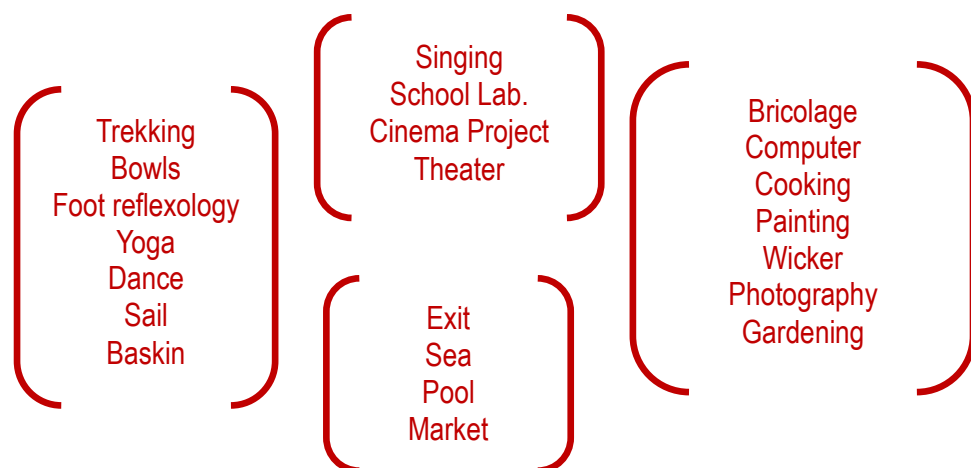 Trekking
Bowls
Foot reflexology
Yoga
Dance
Sail
Baskin
Singing
School Lab.
Cinema Project
Theater
Exit
Sea
Pool
Market
Bricolage
Computer
Cooking
Painting
Wicker
Photography
Gardening